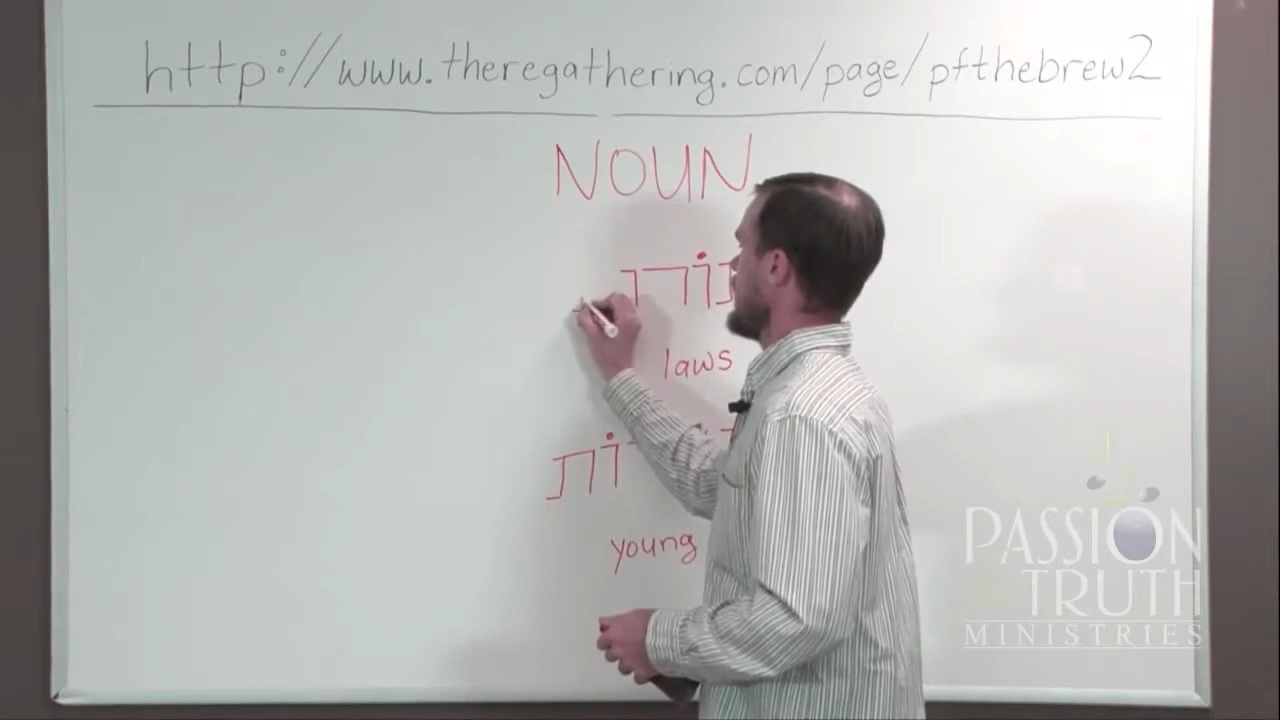 http://www.theregathering.com/page/pfthebrew2
NOUN
laws
young
PASSION
TRUTH
MINISTRIES